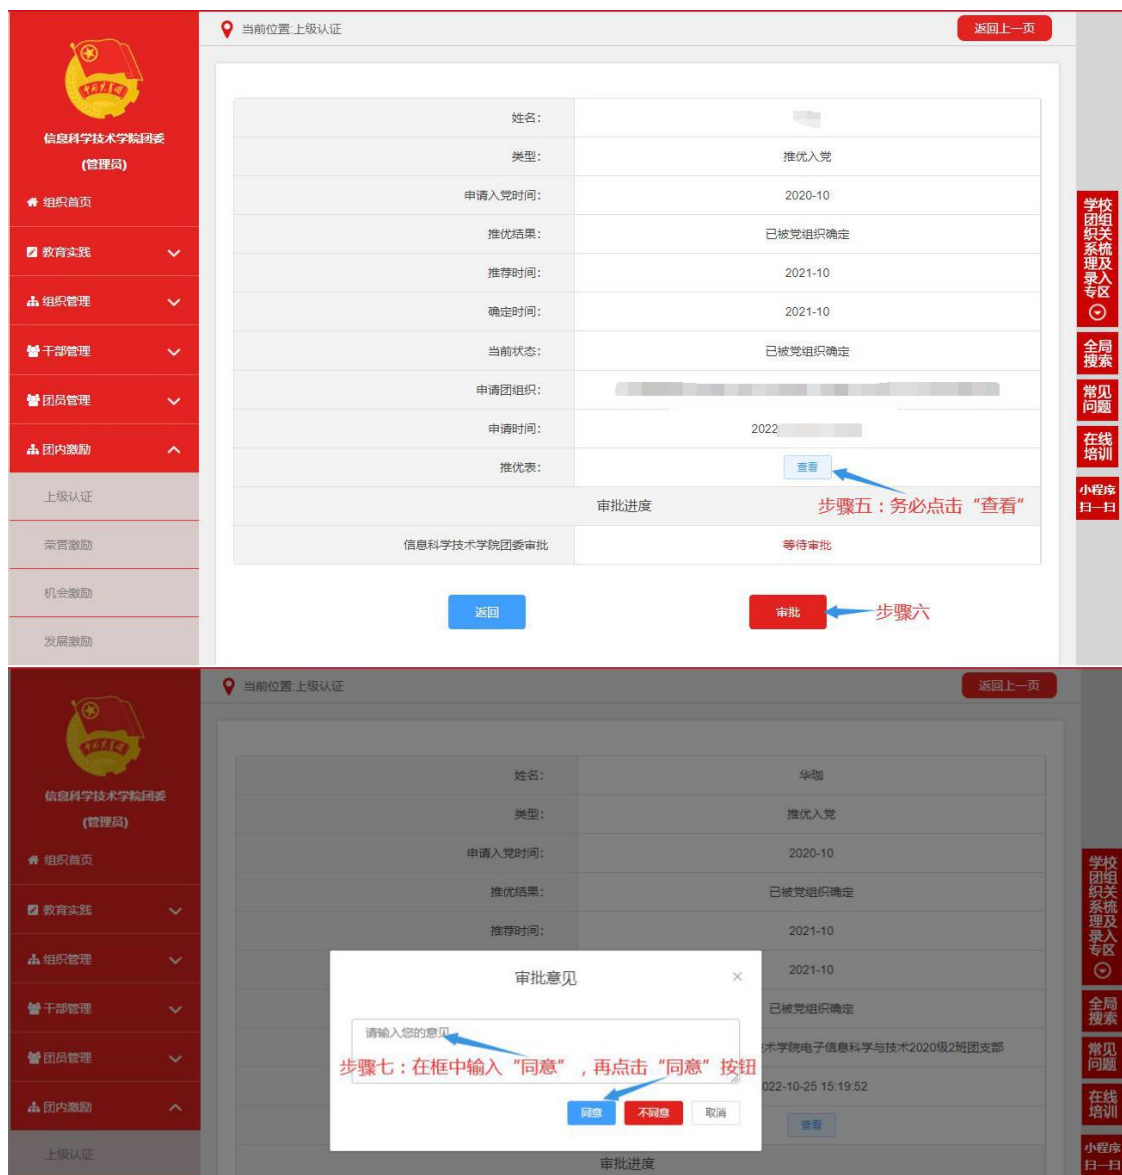 当前位置:上级认证
返回上一页
信息科学技术学院团委
(管理员)
组织首页
教育实践
组织管理
干部管理
团员管理
团内激励
上级认证
荣誉激励
机会激励
发展激励
姓名：
类型： 推优入党
申请入党时间： 2020-10
推优结果： 已被党组织确定
推荐时间： 2021-10
确定时间： 2021-10
当前状态： 已被党组织确定
申请团组织：
申请时间： 2022
推优表： 查看
步骤五：务必点击“查看”
审批进度
信息科学技术学院团委审批 等待审批
返回 审批 步骤六
学校团组织关系梳理及录入专区
全局搜索
常见问题
在线培训
小程序扫一扫
当前位置:上级认证
返回上一页
中国共青团
信息科学技术学院团委
(管理员)
组织首页
教育实践
组织管理
干部管理
团员管理
团内激励
上级认证
姓名： 华珈
类型： 推优入党
申请入党时间： 2020-10
推优结果： 已被党组织确定
推荐时间： 2021-10
2021-10
已被党组织确定
术学院电子信息科学与技术2020级2班团支部
022-10-25 15:19:52
查看
审批进度
审批意见
请输入您的意见
步骤七：在框中输入“同意”，再点击“同意”按钮
同意 不同意 取消
学校团组织关系梳理及录入专区
全局搜索
常见问题
在线培训
小程序扫一扫